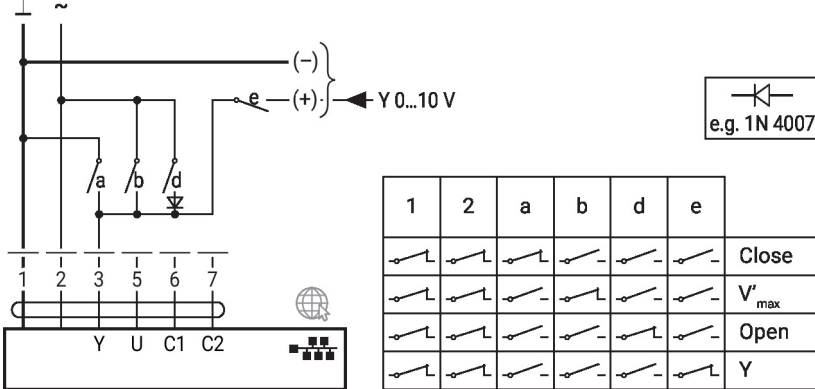 ⊥ ~
(–)
e (+) Y 0...10 V
e.g. 1N 4007
a b d
1 2 a b d e
Close
V'max
Open
Y
1 2 3 5 6 7
Y U C1 C2